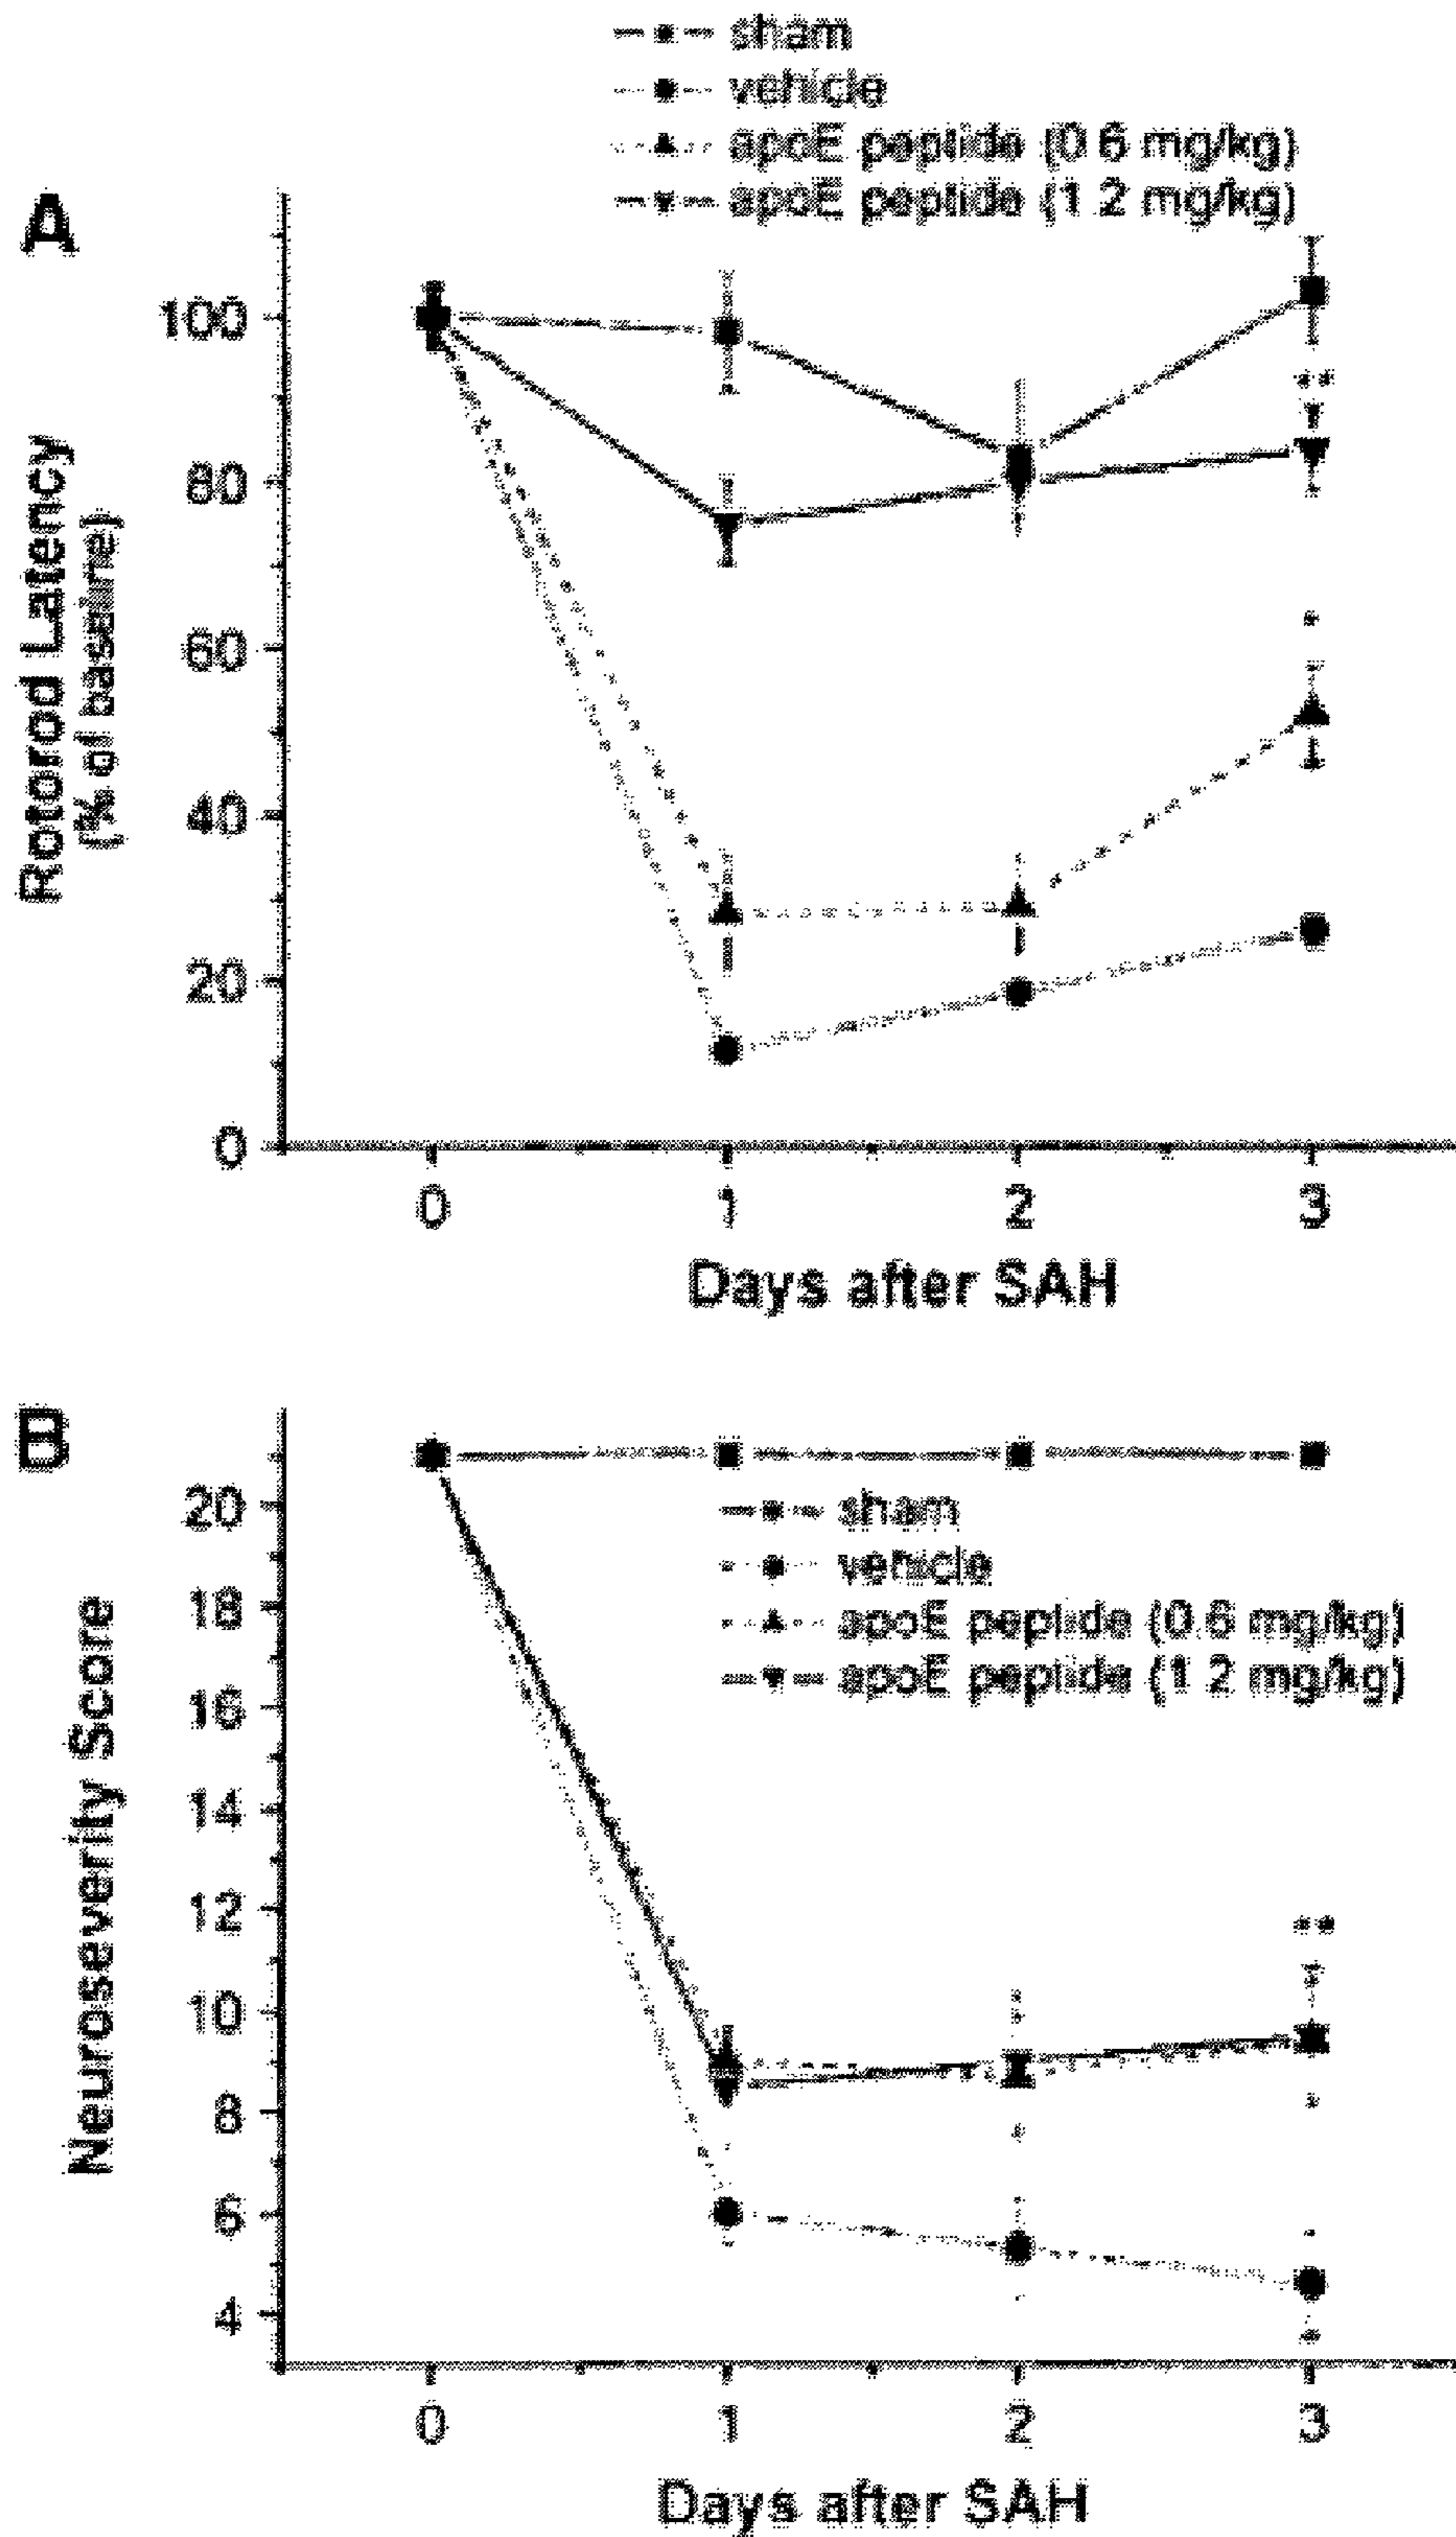 sham
vehicle
apoE peptide (0 6 mg/kg)
apoE peptide (1 2 mg/kg)
A
100
80
60
40
20
0
Rotorod Latency
(% of baseline)
0 1 2 3
Days after SAH
**
*
B
20
18
16
14
12
10
8
6
4
Neuroseverity Score
sham
vehicle
apoE peptide (0 6 mg/kg)
apoE peptide (1 2 mg/kg)
**
0 1 2 3
Days after SAH